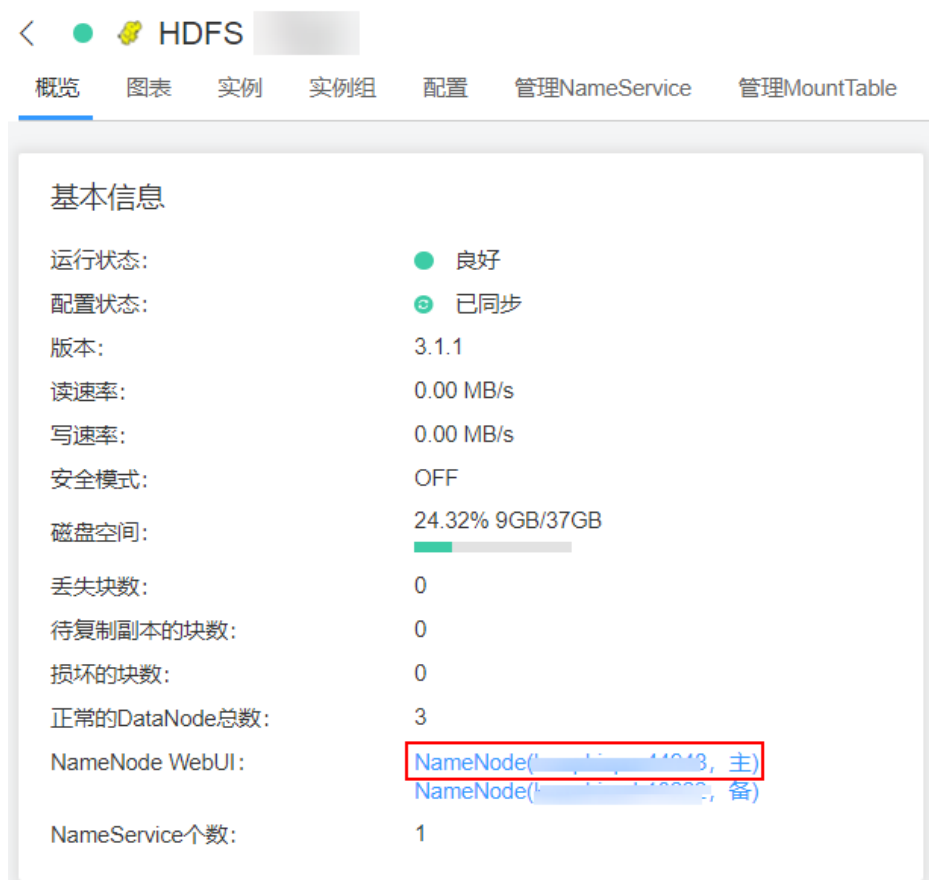 HDFS
概览 图表 实例 实例组 配置 管理NameService 管理MountTable
基本信息
运行状态: 良好
配置状态: 已同步
版本: 3.1.1
读速率: 0.00 MB/s
写速率: 0.00 MB/s
安全模式: OFF
磁盘空间: 24.32% 9GB/37GB
丢失块数: 0
待复制副本的块数: 0
损坏的块数: 0
正常的DataNode总数: 3
NameNode WebUI: NameNode( , 主)
NameNode( , 备)
NameService个数: 1